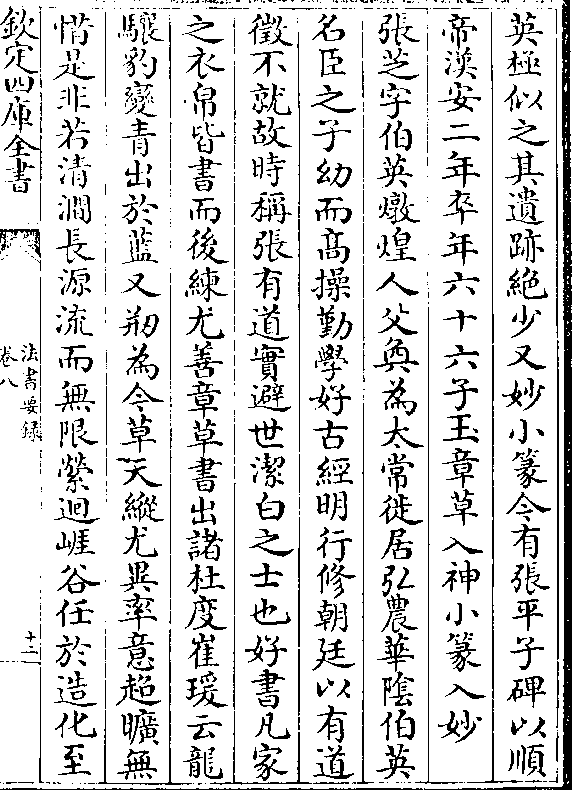 英極似之其遺跡絶少又妙小篆今有張平子碑以順
帝漢安二年卒年六十六子玉章草入神小篆入妙
張芝字伯英燉煌人父奐為太常徙居弘農華陰伯英
名臣之子幼而髙操勤學好古經明行修朝廷以有道
徵不就故時稱張有道實避世潔白之士也好書凡家
之衣帛皆書而後練尤善章草書出諸杜度崔瑗云龍
驤豹變青出於藍又剏為今草天縱尤異率意超曠無
惜是非若清澗長源流而無限縈迴崕谷任於造化至
欽定四庫全書
法書要録
卷八
十二